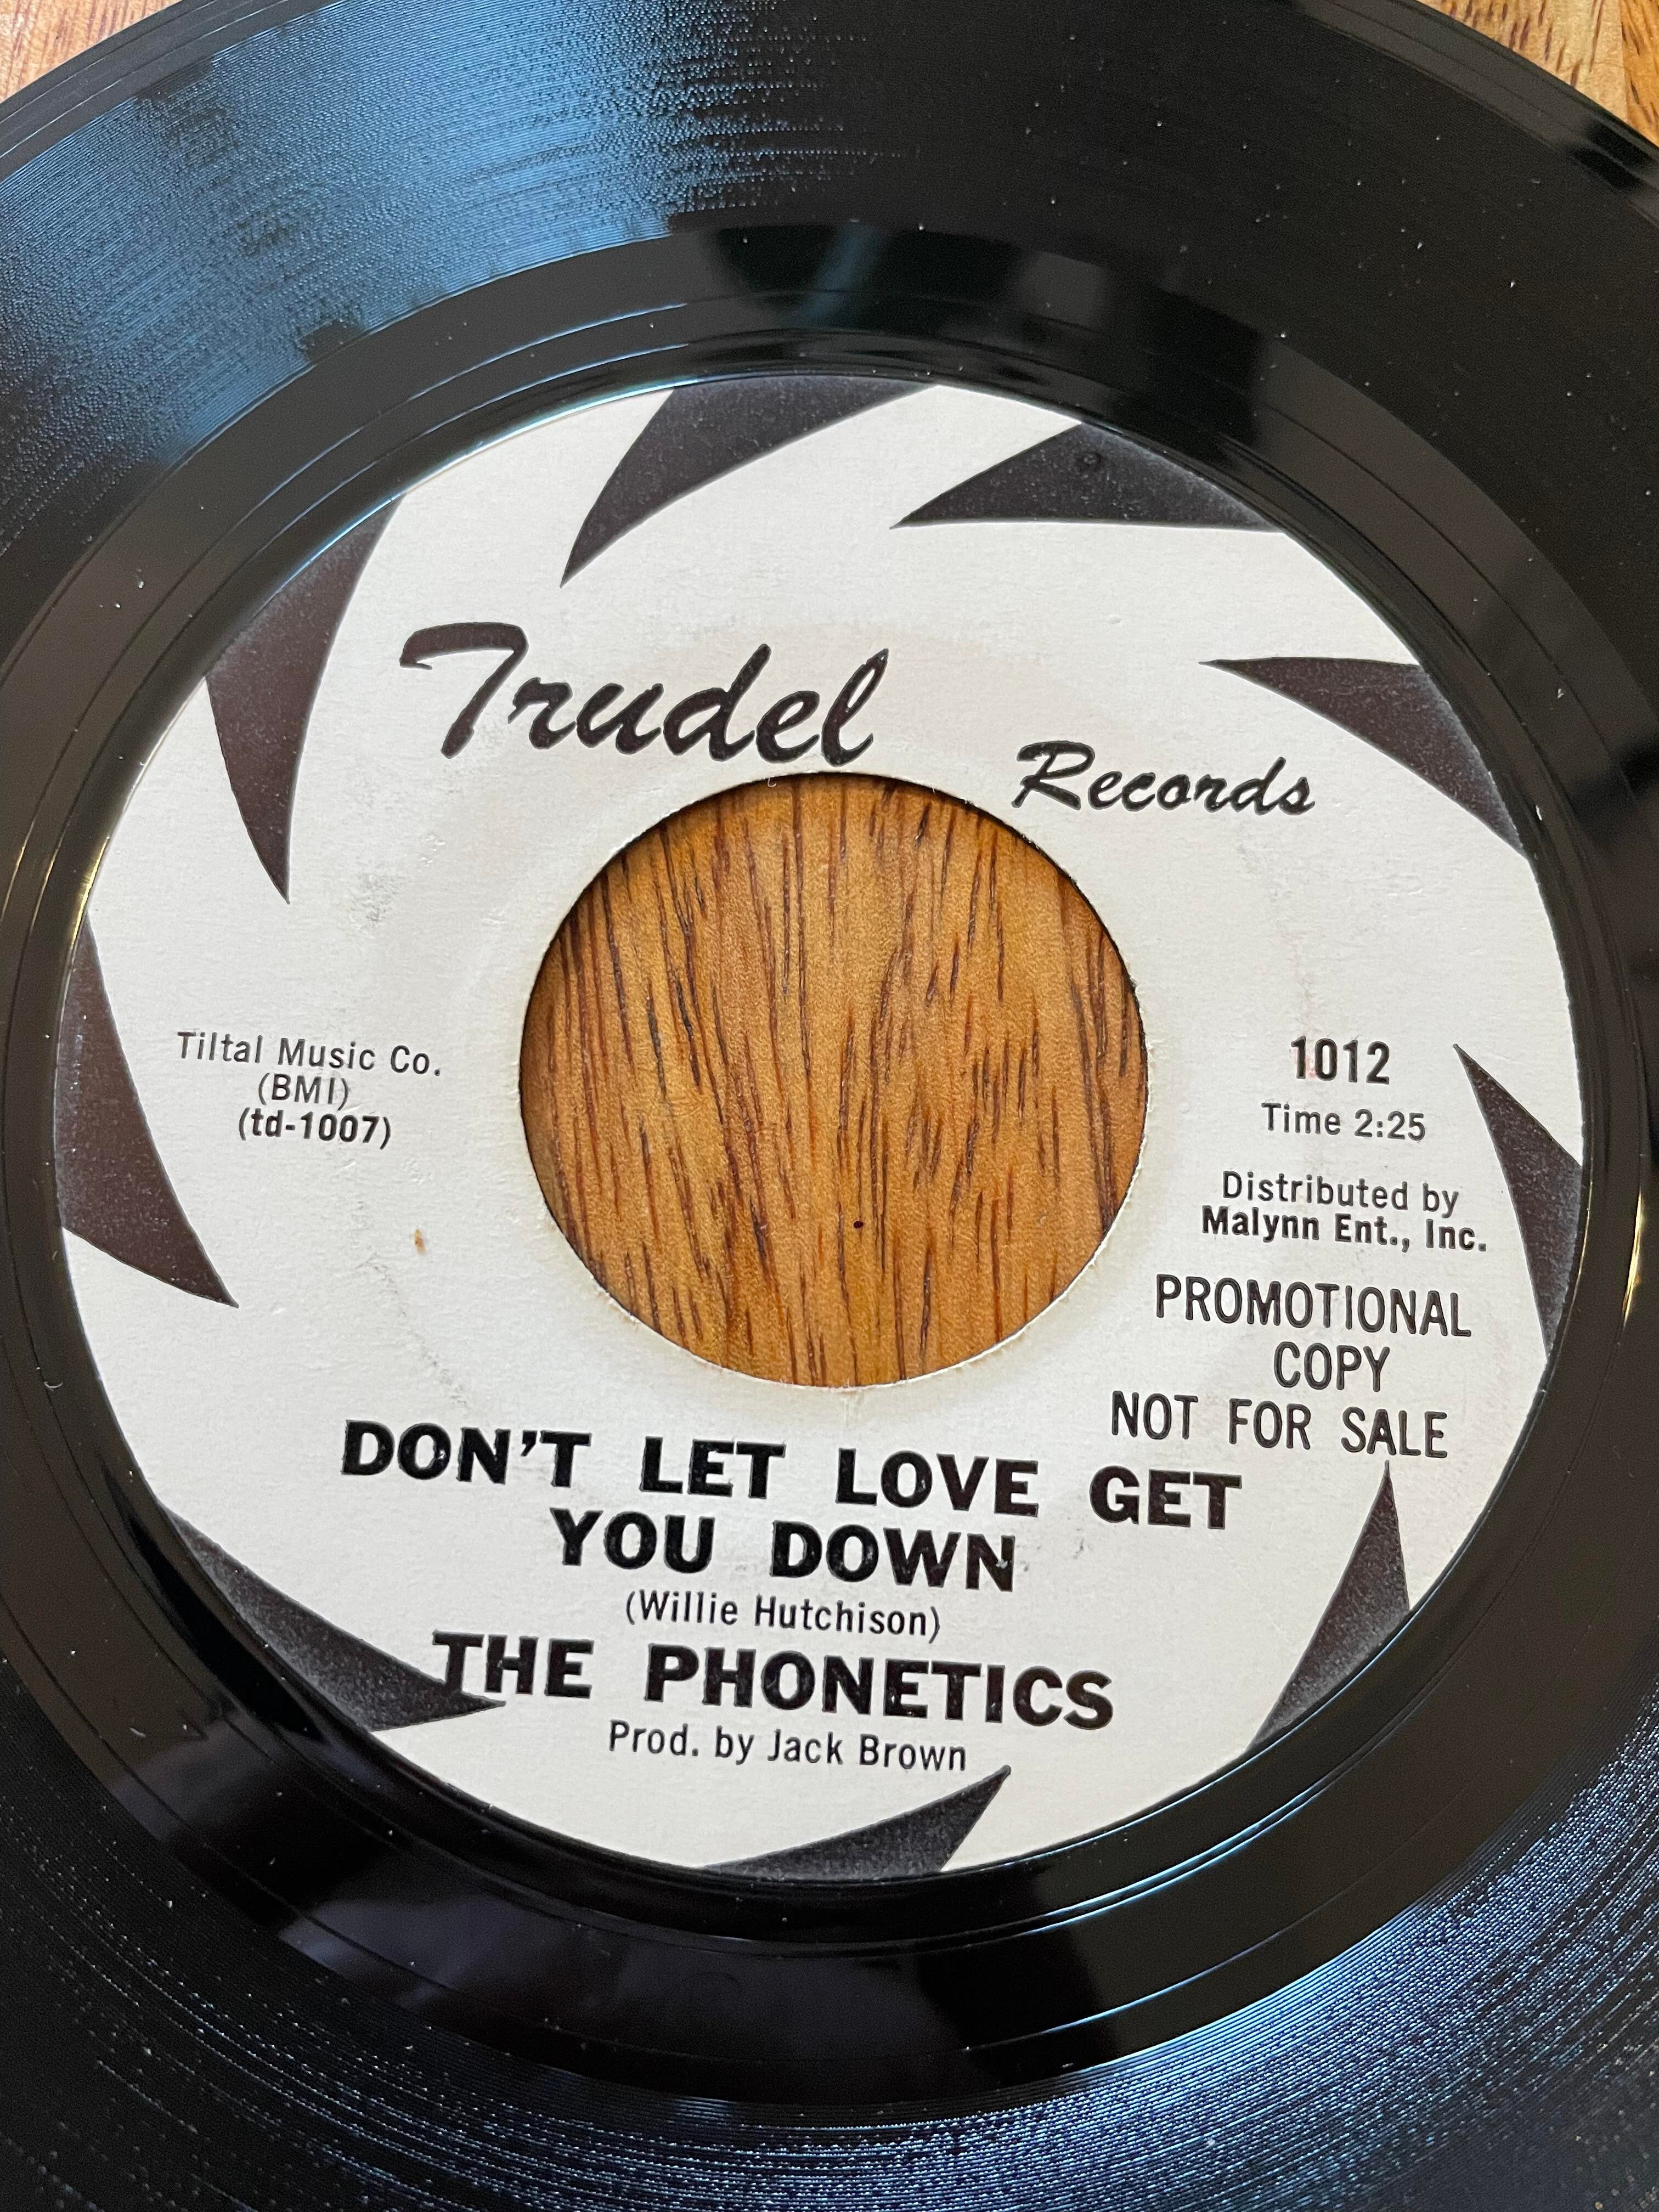 Trudel
Records
Tiltal Music Co.
(BMI)
(td-1007)
1012
Time 2:25
Distributed by
Malynn Ent., Inc.
PROMOTIONAL
COPY
NOT FOR SALE
DON'T LET LOVE GET
YOU DOWN
(Willie Hutchison)
THE PHONETICS
Prod. by Jack Brown